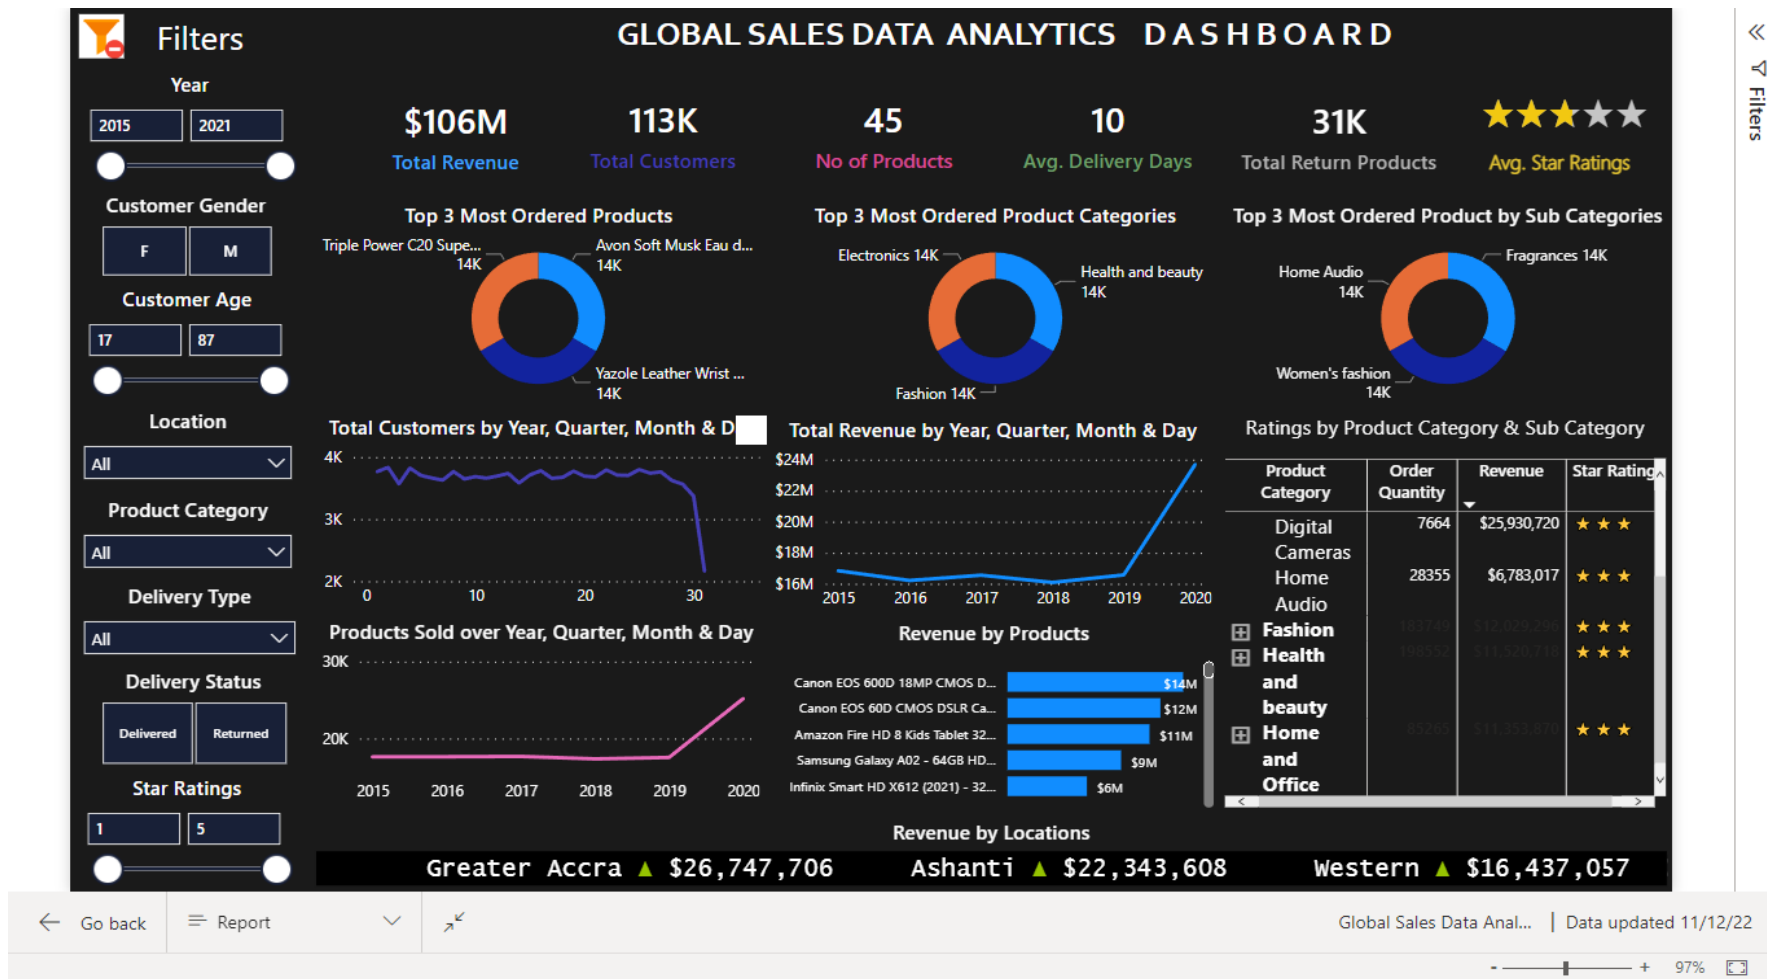 Filters
GLOBAL SALES DATA ANALYTICS DASHBOARD
Year
2015
2021
Customer Gender
F
M
Customer Age
17
87
Location
All
Product Category
All
Delivery Type
All
Delivery Status
Delivered
Returned
Star Ratings
1
5
$106M
Total Revenue
113K
Total Customers
45
No of Products
10
Avg. Delivery Days
31K
Total Return Products
Avg. Star Ratings
Top 3 Most Ordered Products
Triple Power C20 Supe...
14K
Avon Soft Musk Eau d...
14K
Yazole Leather Wrist ...
14K
Top 3 Most Ordered Product Categories
Electronics 14K
Health and beauty
14K
Fashion 14K
Top 3 Most Ordered Product by Sub Categories
Home Audio
14K
Fragrances 14K
Women's fashion
14K
Total Customers by Year, Quarter, Month & D
4K
3K
2K
0
10
20
30
Total Revenue by Year, Quarter, Month & Day
$24M
$22M
$20M
$18M
$16M
2015
2016
2017
2018
2019
2020
Ratings by Product Category & Sub Category
Product
Category
Order
Quantity
Revenue
Star Rating
Digital
Cameras
7664
$25,930,720
Home
Audio
28355
$6,783,017
Fashion
183749
$12,029,296
Health
and
beauty
198552
$11,520,718
Home
and
Office
85265
$11,353,870
Products Sold over Year, Quarter, Month & Day
30K
20K
2015
2016
2017
2018
2019
2020
Revenue by Products
Canon EOS 600D 18MP CMOS D...
$14M
Canon EOS 60D CMOS DSLR Ca...
$12M
Amazon Fire HD 8 Kids Tablet 32...
$11M
Samsung Galaxy A02 - 64GB HD...
$9M
Infinix Smart HD X612 (2021) - 32...
$6M
Revenue by Locations
Greater Accra ▲ $26,747,706
Ashanti ▲ $22,343,608
Western ▲ $16,437,057
Filters
Go back
Report
Global Sales Data Anal... | Data updated 11/12/22
- + 97%